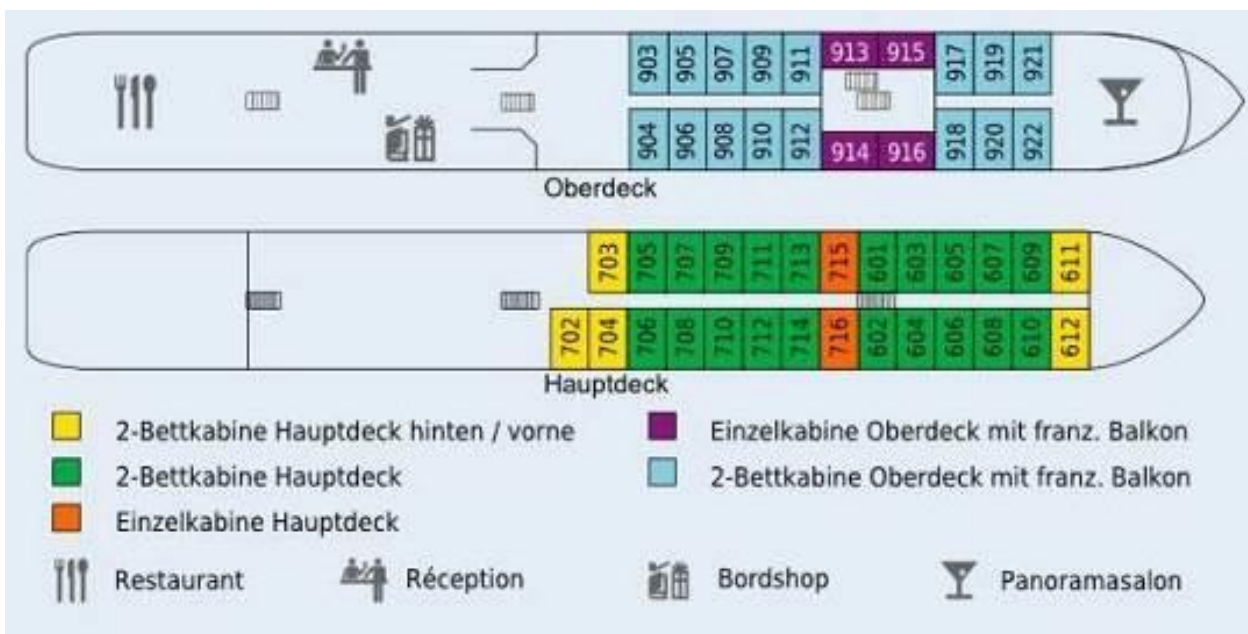 903 905 907 909 911 913 915 917 919 921
904 906 908 910 912 914 916 918 920 922
Oberdeck
703 705 707 709 711 713 715 601 603 605 607 609 611
702 704 706 708 710 712 714 716 602 604 606 608 610 612
Hauptdeck
2-Bettkabine Hauptdeck hinten / vorne
2-Bettkabine Hauptdeck
Einzelkabine Hauptdeck
Einzelkabine Oberdeck mit franz. Balkon
2-Bettkabine Oberdeck mit franz. Balkon
Restaurant
Réception
Bordshop
Panoramasalon